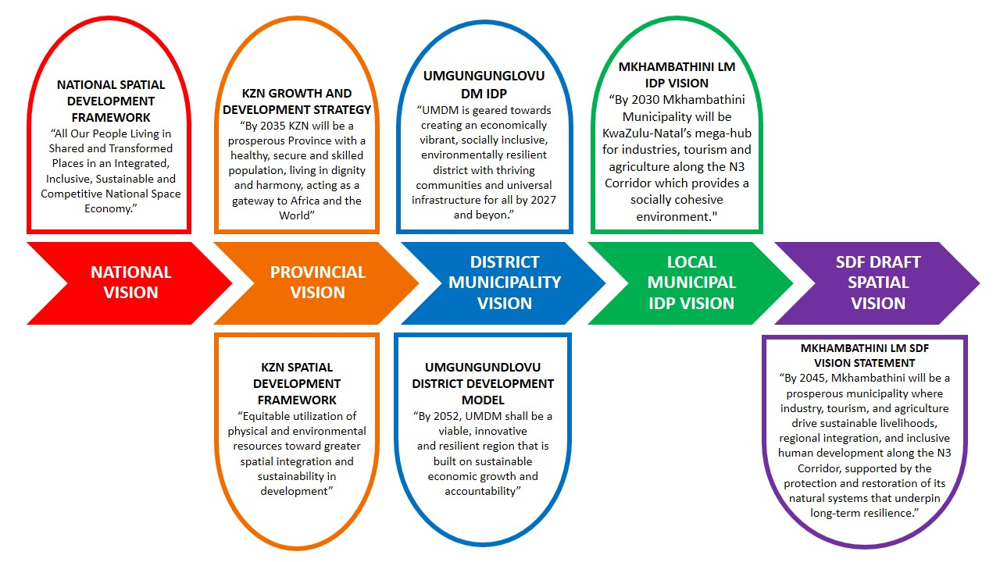 NATIONAL SPATIAL
DEVELOPMENT
FRAMEWORK
“All Our People Living in
Shared and Transformed
Places in an Integrated,
Inclusive, Sustainable and
Competitive National Space
Economy.”
KZN GROWTH AND
DEVELOPMENT STRATEGY
“By 2035 KZN will be a
prosperous Province with a
healthy, secure and skilled
population, living in dignity
and harmony, acting as a
gateway to Africa and the
World”
UMGUNGUNGLOVU
DM IDP
“UMDM is geared towards
creating an economically
vibrant, socially inclusive,
environmentally resilient
district with thriving
communities and universal
infrastructure for all by 2027
and beyon.”
MKHAMBATHINI LM
IDP VISION
“By 2030 Mkhambathini
Municipality will be
KwaZulu-Natal’s mega-hub
for industries, tourism and
agriculture along the N3
Corridor which provides a
socially cohesive
environment."
NATIONAL
VISION
PROVINCIAL
VISION
DISTRICT
MUNICIPALITY
VISION
LOCAL
MUNICIPAL
IDP VISION
SDF DRAFT
SPATIAL
VISION
KZN SPATIAL
DEVELOPMENT
FRAMEWORK
“Equitable utilization of
physical and environmental
resources toward greater
spatial integration and
sustainability in
development”
UMGUNGUNDLOVU
DISTRICT DEVELOPMENT
MODEL
“By 2052, UMDM shall be a
viable, innovative
and resilient region that is
built on sustainable
economic growth and
accountability”
MKHAMBATHINI LM SDF
VISION STATEMENT
“By 2045, Mkhambathini will be a
prosperous municipality where
industry, tourism, and agriculture
drive sustainable livelihoods,
regional integration, and inclusive
human development along the N3
Corridor, supported by the
protection and restoration of its
natural systems that underpin
long-term resilience.”